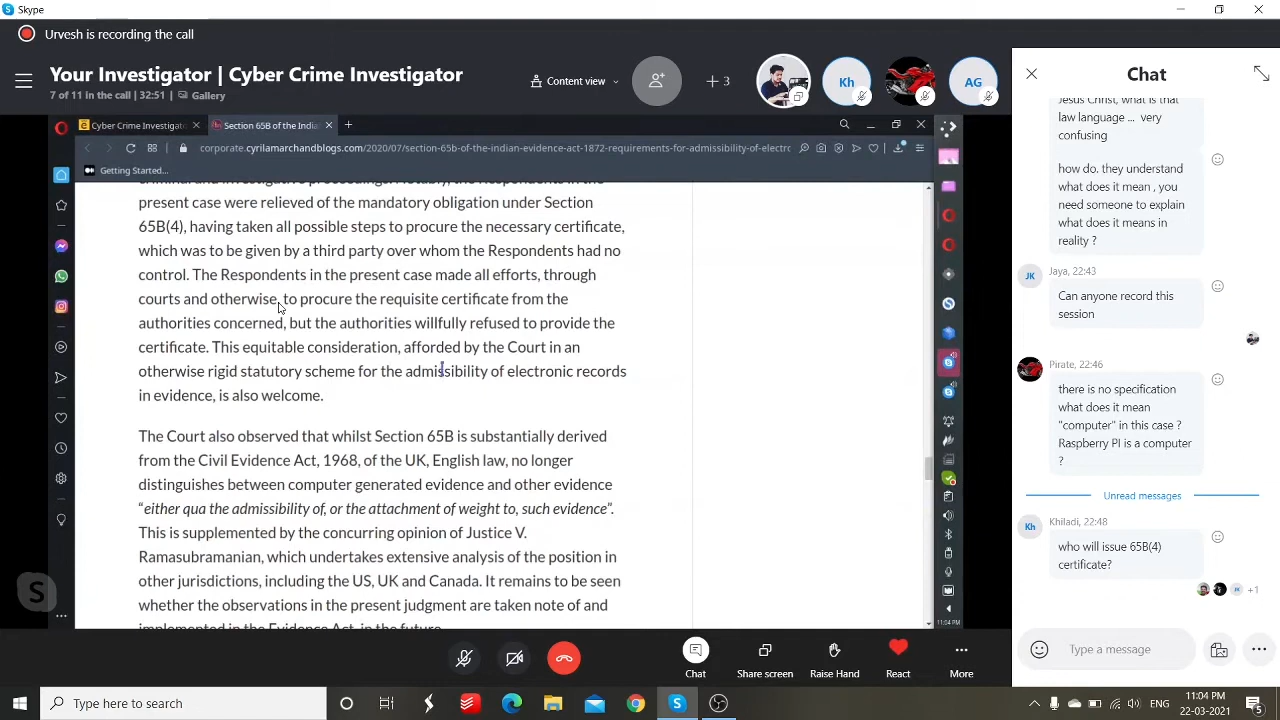 Skype
Urvesh is recording the call
Your Investigator | Cyber Crime Investigator
7 of 11 in the call | 32:51 | Gallery
Content view
+ 3
Kh
AG
Cyber Crime Investigato
Section 65B of the India
corporate.cyrilamarchandblogs.com/2020/07/section-65b-of-the-indian-evidence-act-1872-requirements-for-admissibility-of-electro
Getting Started...
present case were relieved of the mandatory obligation under Section
65B(4), having taken all possible steps to procure the necessary certificate,
which was to be given by a third party over whom the Respondents had no
control. The Respondents in the present case made all efforts, through
courts and otherwise, to procure the requisite certificate from the
authorities concerned, but the authorities willfully refused to provide the
certificate. This equitable consideration, afforded by the Court in an
otherwise rigid statutory scheme for the admissibility of electronic records
in evidence, is also welcome.
The Court also observed that whilst Section 65B is substantially derived
from the Civil Evidence Act, 1968, of the UK, English law, no longer
distinguishes between computer generated evidence and other evidence
“either qua the admissibility of, or the attachment of weight to, such evidence”.
This is supplemented by the concurring opinion of Justice V.
Ramasubramanian, which undertakes extensive analysis of the position in
other jurisdictions, including the US, UK and Canada. It remains to be seen
whether the observations in the present judgment are taken note of and
implemented in the Evidence Act, in the future.
11:04 PM
Chat
Share screen
Raise Hand
React
More
Chat
Jesus Christ, what is that
law language ... very
confusing
how do. they understand
what does it mean , you
need someone to explain
what does it means in
reality ?
JK
Jaya, 22:43
Can anyone record this
session
Pirate, 22:46
there is no specification
what does it mean
"computer" in this case ?
Raspberry PI is a computer
?
Unread messages
Kh
Khiladi, 22:48
who will issue 65B(4)
certificate?
JK
+1
Type a message
Type here to search
ENG
11:04 PM
22-03-2021
5